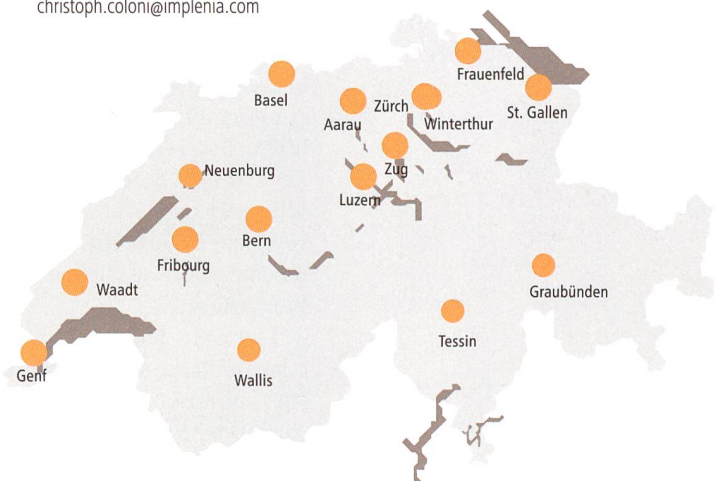 christoph.coloni@implenia.com
Frauenfeld
Basel
Zürch
St. Gallen
Aarau
Winterthur
Neuenburg
Zug
Luzern
Bern
Fribourg
Waadt
Graubünden
Tessin
Genf
Wallis